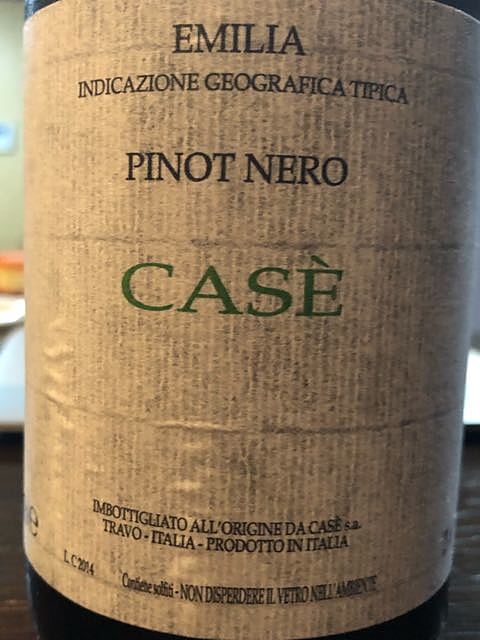 EMILIA
INDICAZIONE GEOGRAFICA TIPICA
PINOT NERO
CASÈ
IMBOTTIGLIATO ALL'ORIGINE DA CASÈ s.a.
TRAVO - ITALIA - PRODOTTO IN ITALIA
L. C 2014
Contiene solfiti - NON DISPERDERE IL VETRO NELL'AMBIENTE